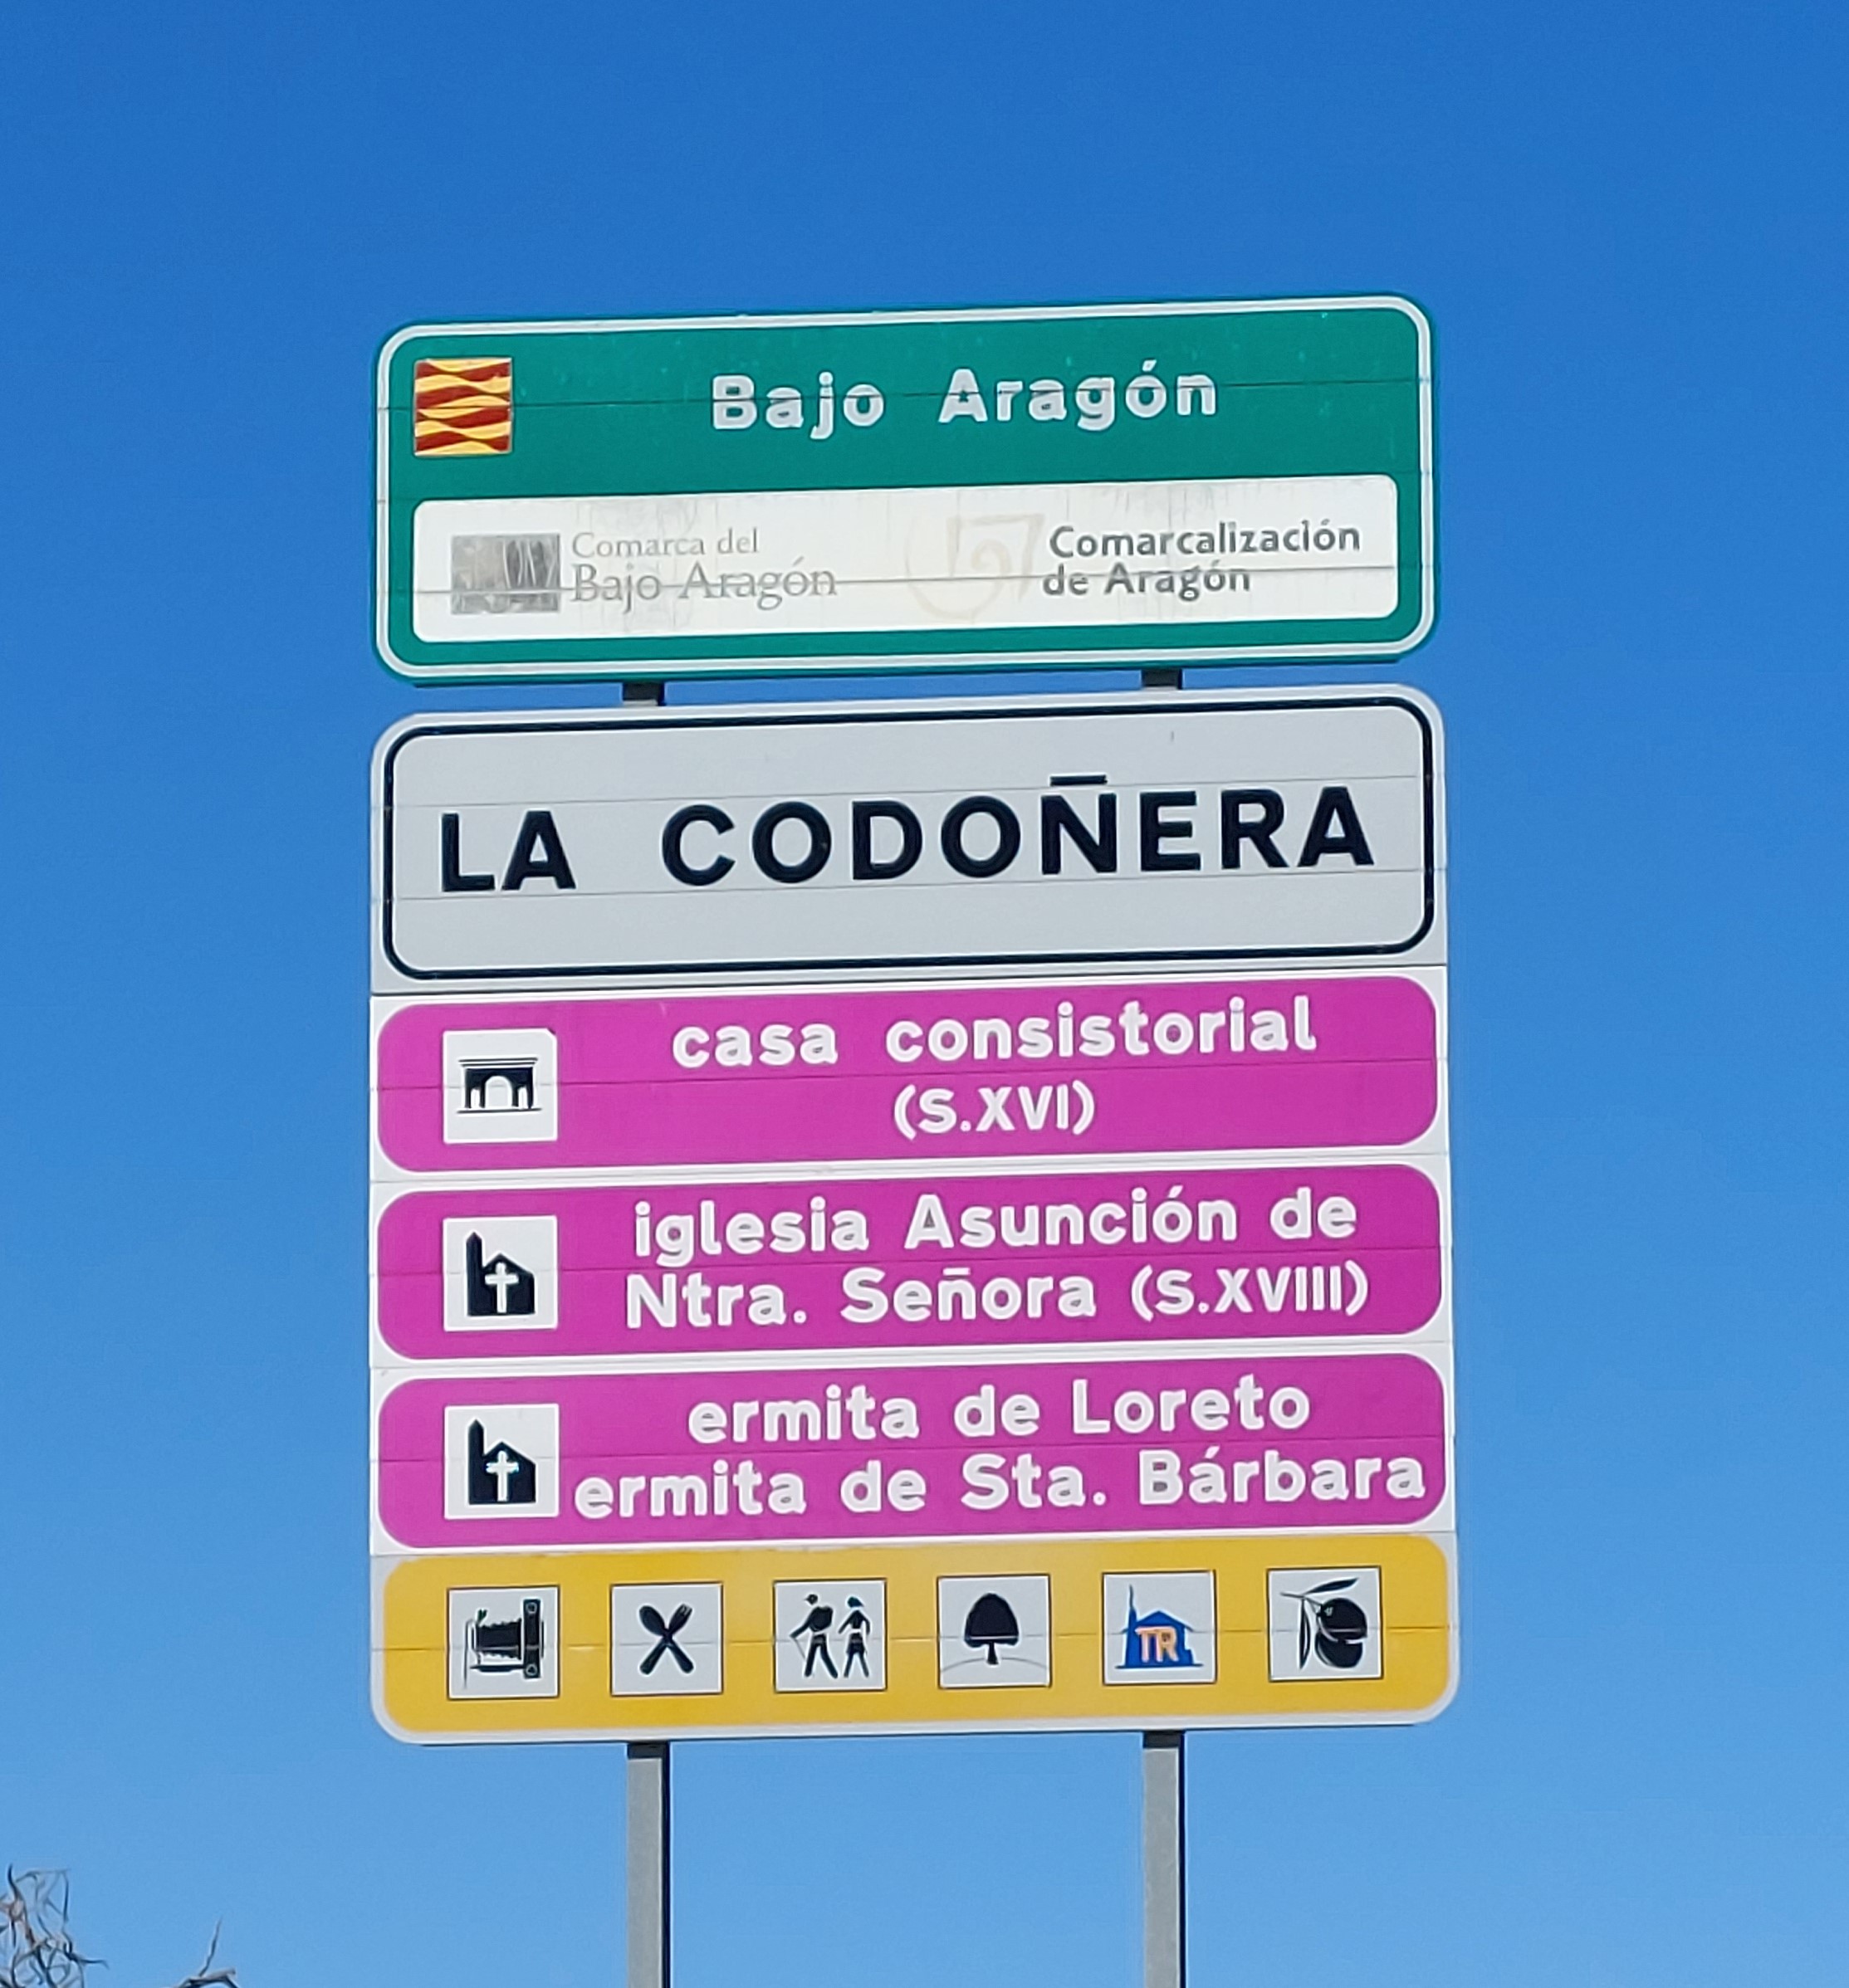 Bajo Aragón
Comarca del
Bajo Aragón
Comarcalización
de Aragón
LA CODOÑERA
casa consistorial
(S.XVI)
iglesia Asunción de
Ntra. Señora (S.XVIII)
ermita de Loreto
ermita de Sta. Bárbara
TR